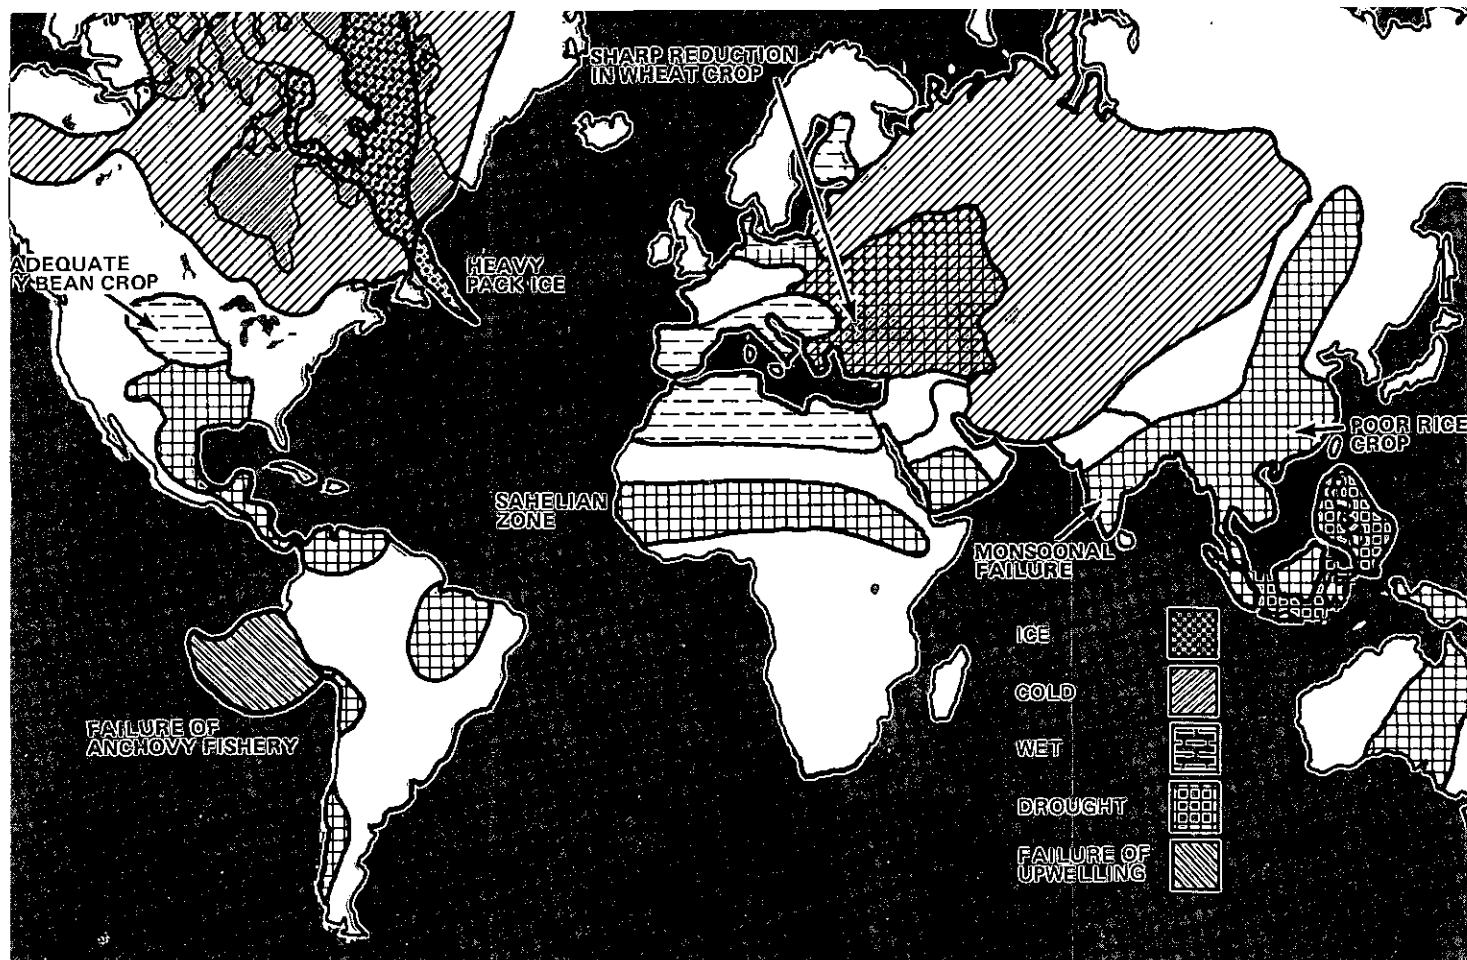 SHARP REDUCTION
IN WHEAT CROP
ADEQUATE
Y BEAN CROP
HEAVY
PACK ICE
POOR RICE
CROP
SAHELIAN
ZONE
MONSOONAL
FAILURE
FAILURE OF
ANCHOVY FISHERY
ICE
COLD
WET
DROUGHT
FAILURE OF
UPWELLING